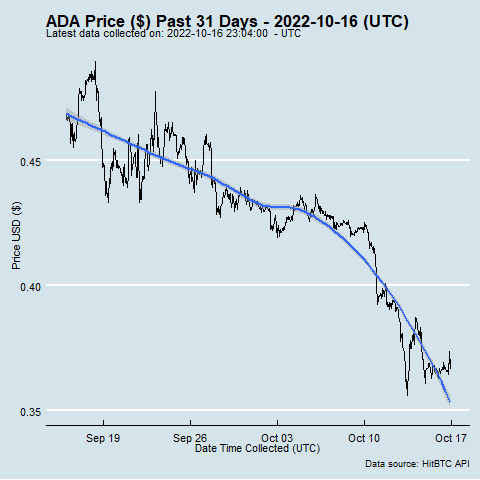 ADA Price ($) Past 31 Days - 2022-10-16 (UTC)
Latest data collected on: 2022-10-16 23:04:00 - UTC
0.45
0.40
0.35
Price USD ($)
Sep 19
Sep 26
Oct 03
Oct 10
Oct 17
Date Time Collected (UTC)
Data source: HitBTC API